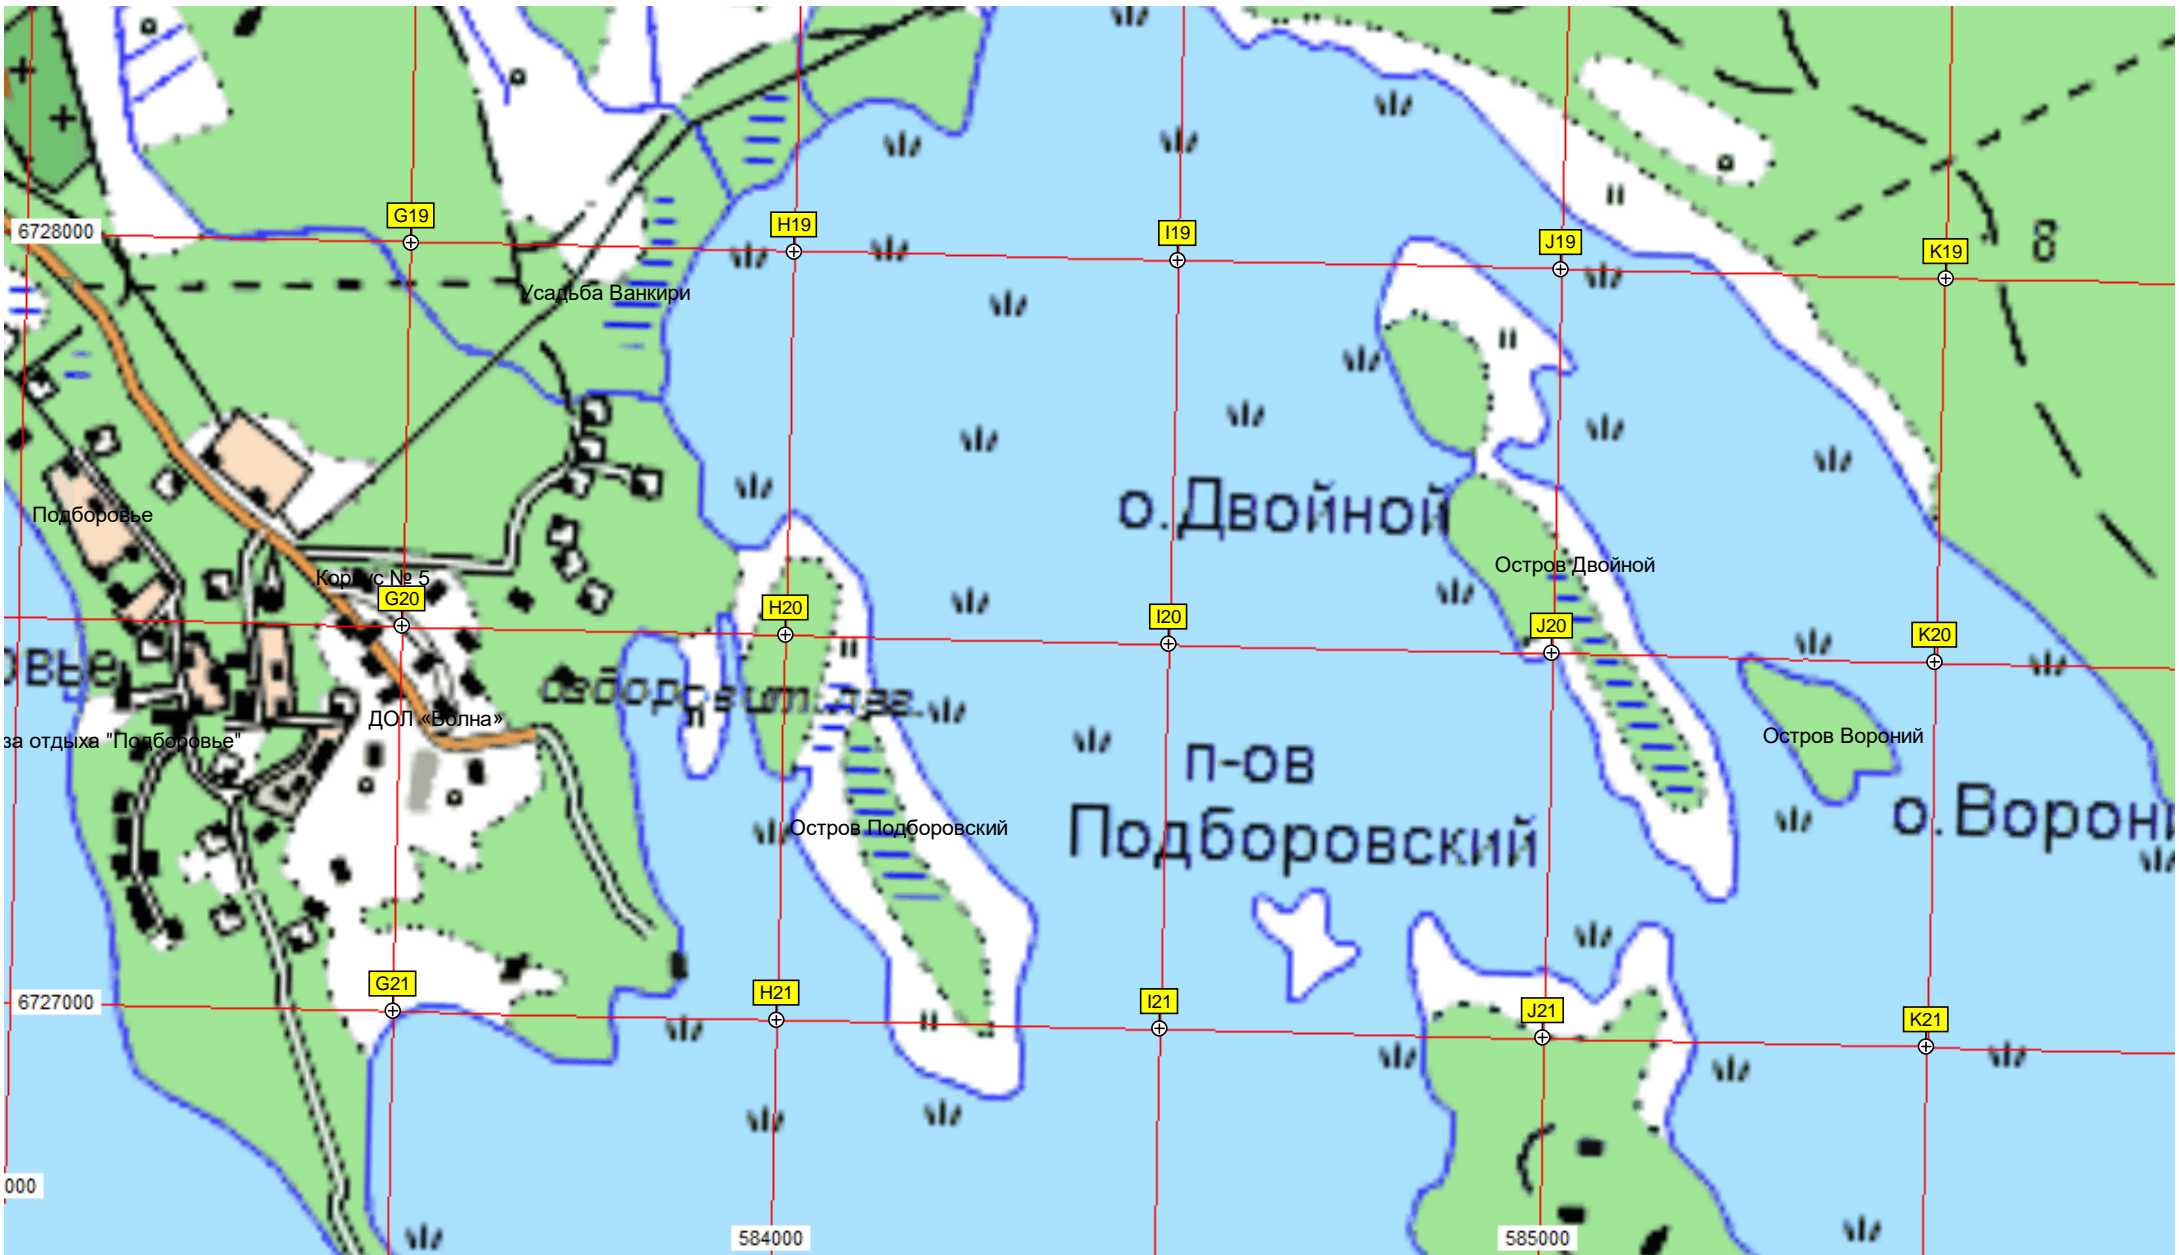 G19
H19
I19
J19
K19
6728000
8
Усадьба Ванкири
о.Двойной
Подборовье
Остров Двойной
Корпус № 5
G20
H20
I20
J20
K20
овье
ДОЛ «Волна»
за отдыха "Подборовье"
Остров Вороний
п-ов
Подборовский
о.Ворони
Остров Подборовский
6727000
G21
H21
I21
J21
K21
000
584000
585000